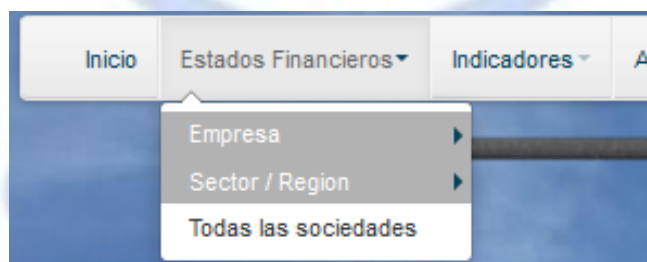 Inicio Estados Financieros Indicadores A
Empresa
Sector / Region
Todas las sociedades